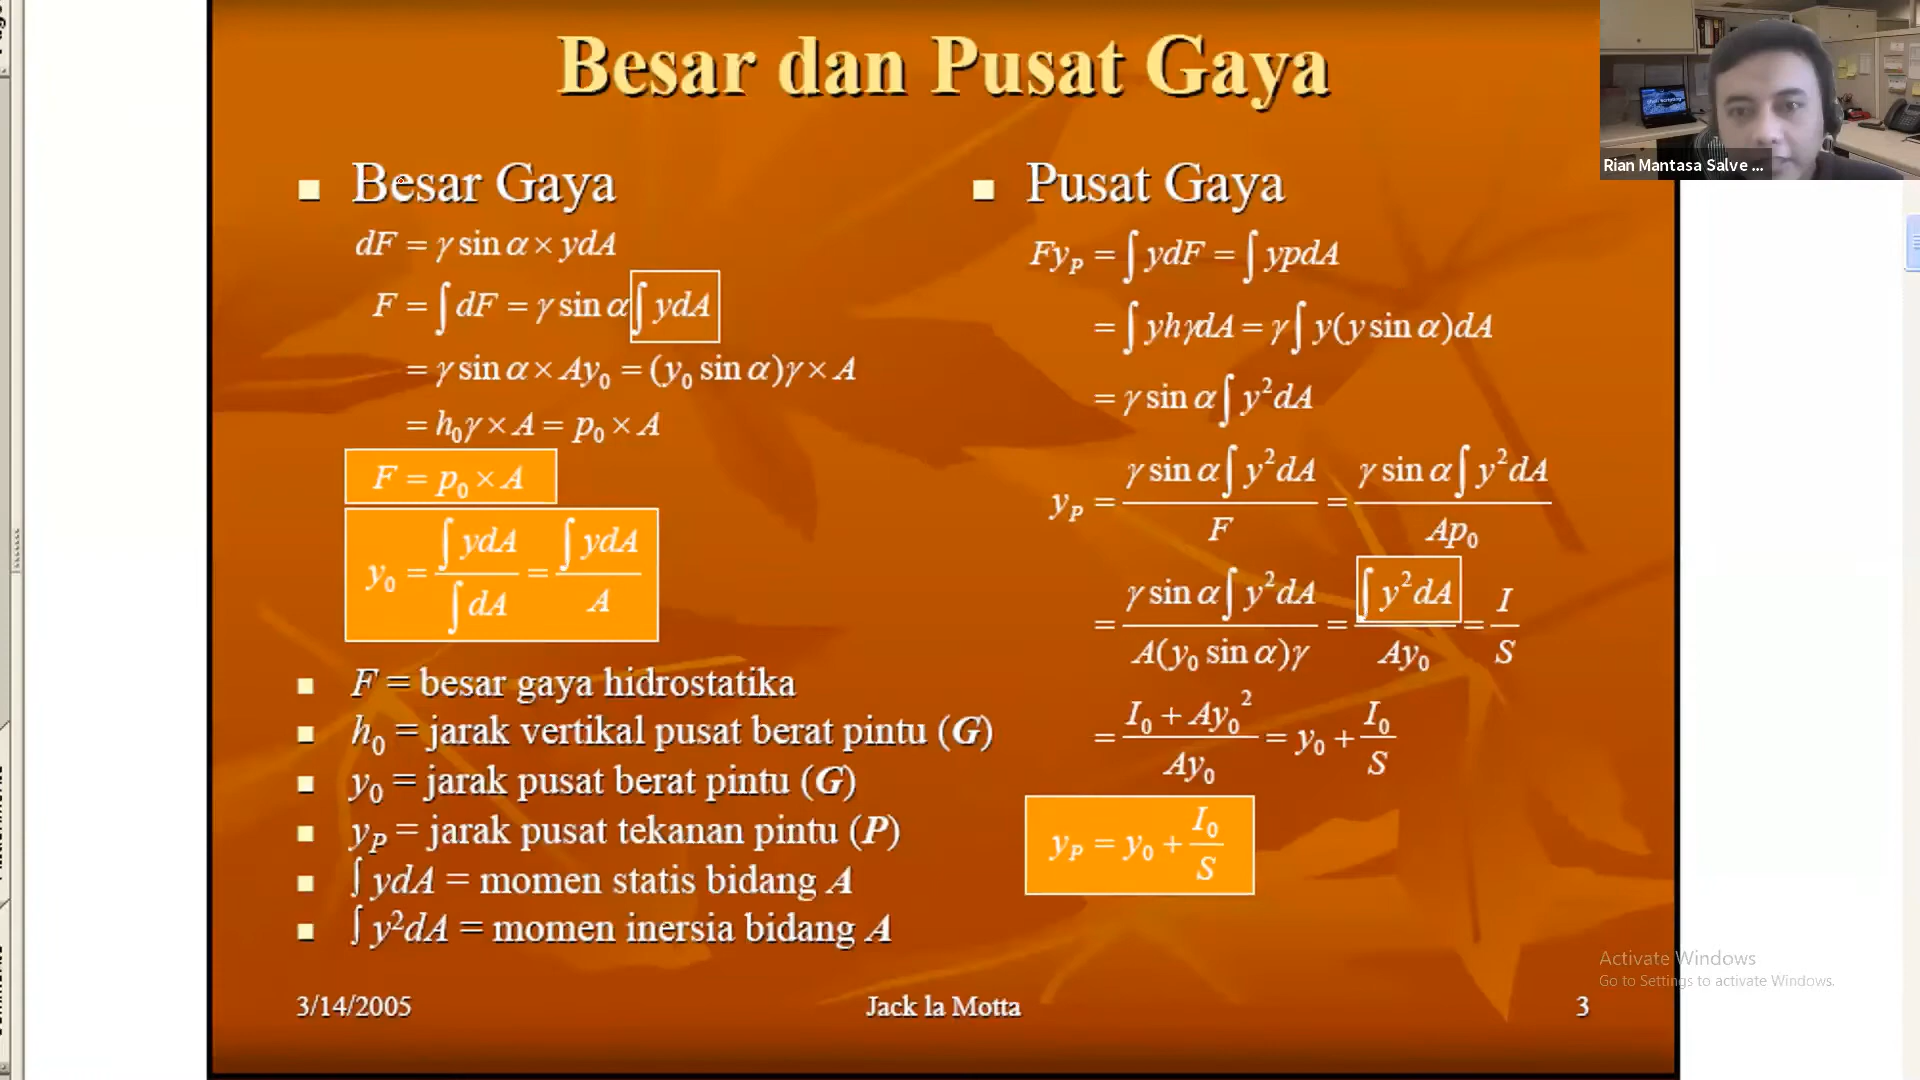 Besar dan Pusat Gaya
Rian Mantasa Salve ...
Besar Gaya
dF = γ sin α × ydA
F = ∫ dF = γ sin α ∫ ydA
= γ sin α × Ay₀ = (y₀ sin α)γ × A
= h₀γ × A = p₀ × A
F = p₀ × A
y₀ = ∫ ydA / ∫ dA = ∫ ydA / A
F = besar gaya hidrostatika
h₀ = jarak vertikal pusat berat pintu (G)
y₀ = jarak pusat berat pintu (G)
y_P = jarak pusat tekanan pintu (P)
∫ ydA = momen statis bidang A
∫ y²dA = momen inersia bidang A
Pusat Gaya
Fy_P = ∫ ydF = ∫ ypdA
= ∫ yhγdA = γ ∫ y(y sin α)dA
= γ sin α ∫ y²dA
y_P = γ sin α ∫ y²dA / F = γ sin α ∫ y²dA / Ap₀
= γ sin α ∫ y²dA / A(y₀ sin α)γ = ∫ y²dA / Ay₀ = I / S
= I₀ + Ay₀² / Ay₀ = y₀ + I₀ / S
y_P = y₀ + I₀ / S
3/14/2005
Jack la Motta
3
Activate Windows
Go to Settings to activate Windows.